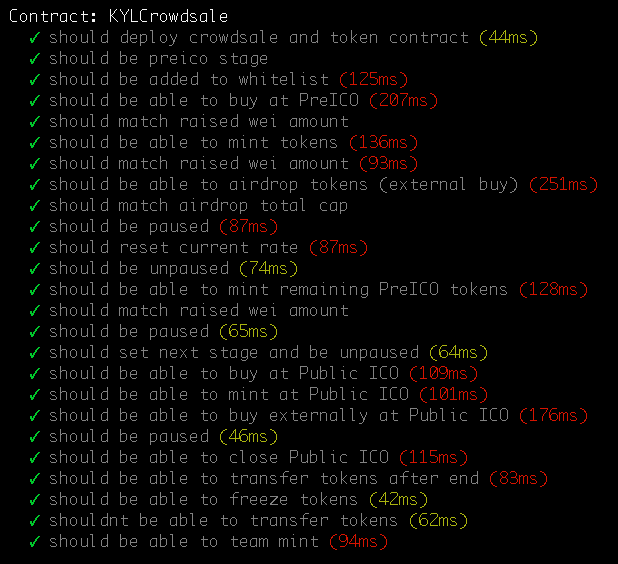 Contract: KYLCrowdsale
✓ should deploy crowdsale and token contract (44ms)
✓ should be preico stage
✓ should be added to whitelist (125ms)
✓ should be able to buy at PreICO (207ms)
✓ should match raised wei amount
✓ should be able to mint tokens (136ms)
✓ should match raised wei amount (93ms)
✓ should be able to airdrop tokens (external buy) (251ms)
✓ should match airdrop total cap
✓ should be paused (87ms)
✓ should reset current rate (87ms)
✓ should be unpaused (74ms)
✓ should be able to mint remaining PreICO tokens (128ms)
✓ should match raised wei amount
✓ should be paused (65ms)
✓ should set next stage and be unpaused (64ms)
✓ should be able to buy at Public ICO (109ms)
✓ should be able to mint at Public ICO (101ms)
✓ should be able to buy externally at Public ICO (176ms)
✓ should be paused (46ms)
✓ should be able to close Public ICO (115ms)
✓ should be able to transfer tokens after end (83ms)
✓ should be able to freeze tokens (42ms)
✓ shouldnt be able to transfer tokens (62ms)
✓ should be able to team mint (94ms)